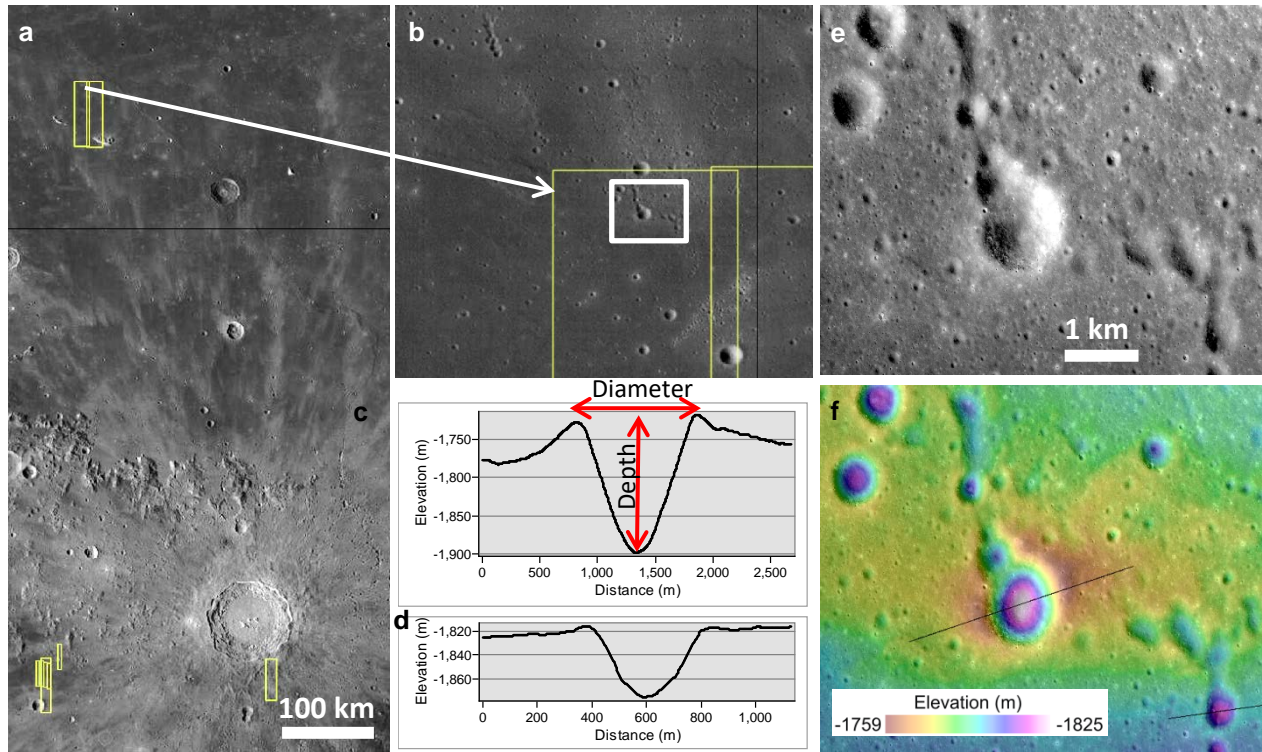 a
100 km
b
c
Diameter
Depth
Elevation (m)
-1,750
-1,800
-1,850
-1,900
0 500 1,000 1,500 2,000 2,500
Distance (m)
d
Elevation (m)
-1,820
-1,840
-1,860
0 200 400 600 800 1,000
Distance (m)
e
1 km
f
Elevation (m)
-1759 -1825